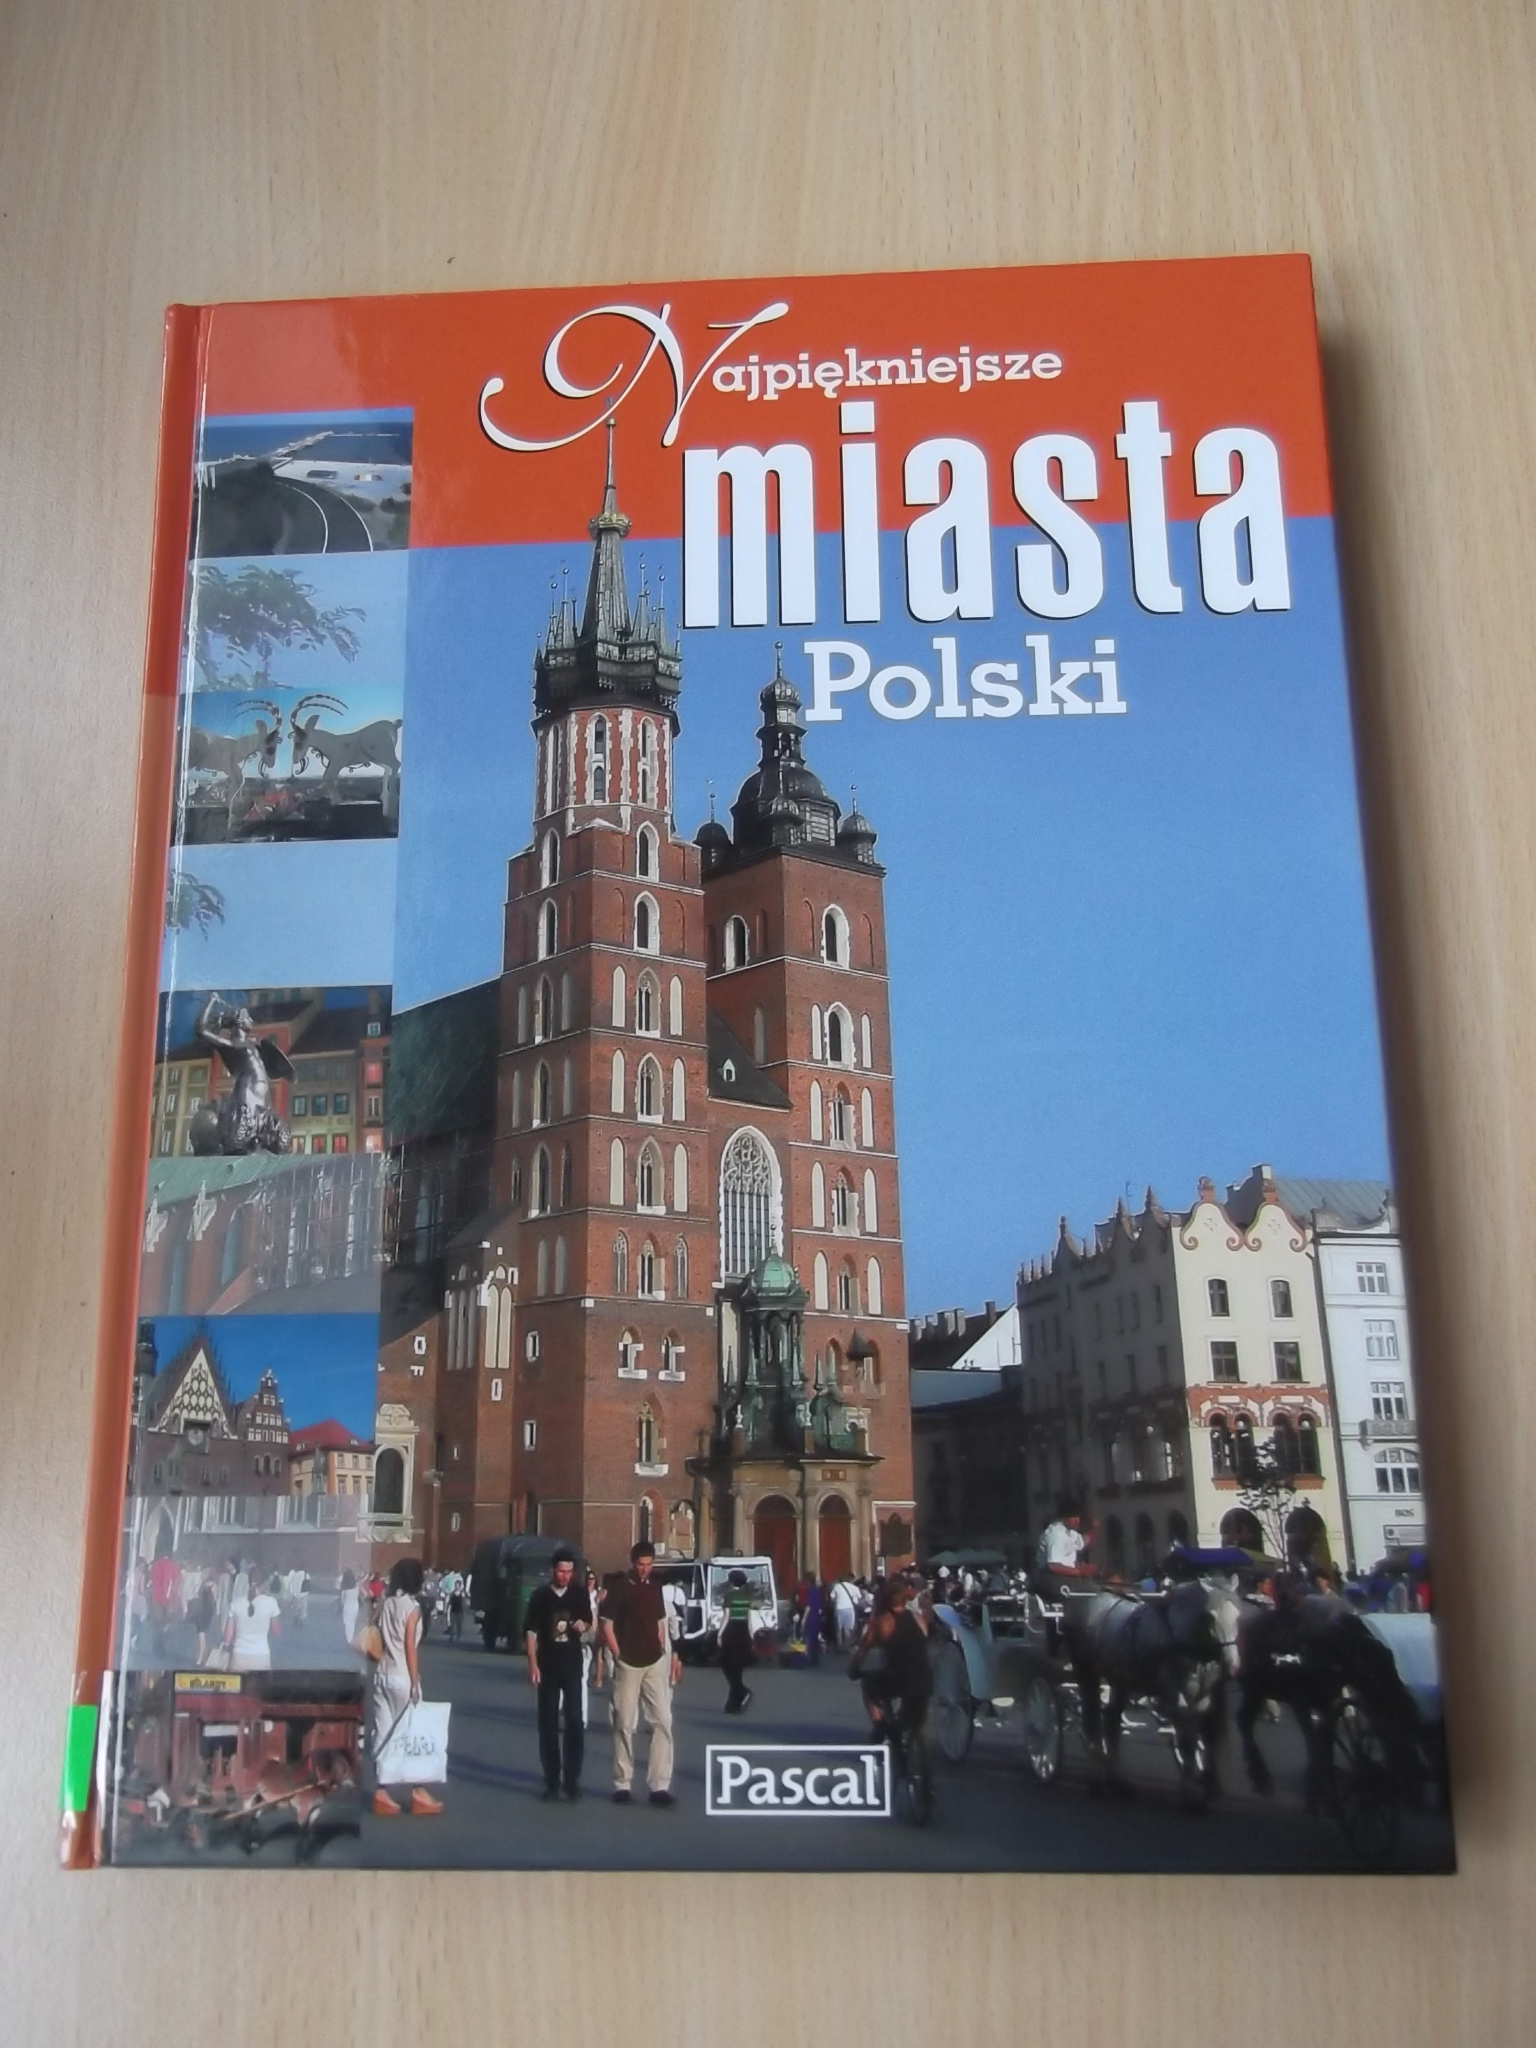 Najpiękniejsze
miasta
Polski
Pascal